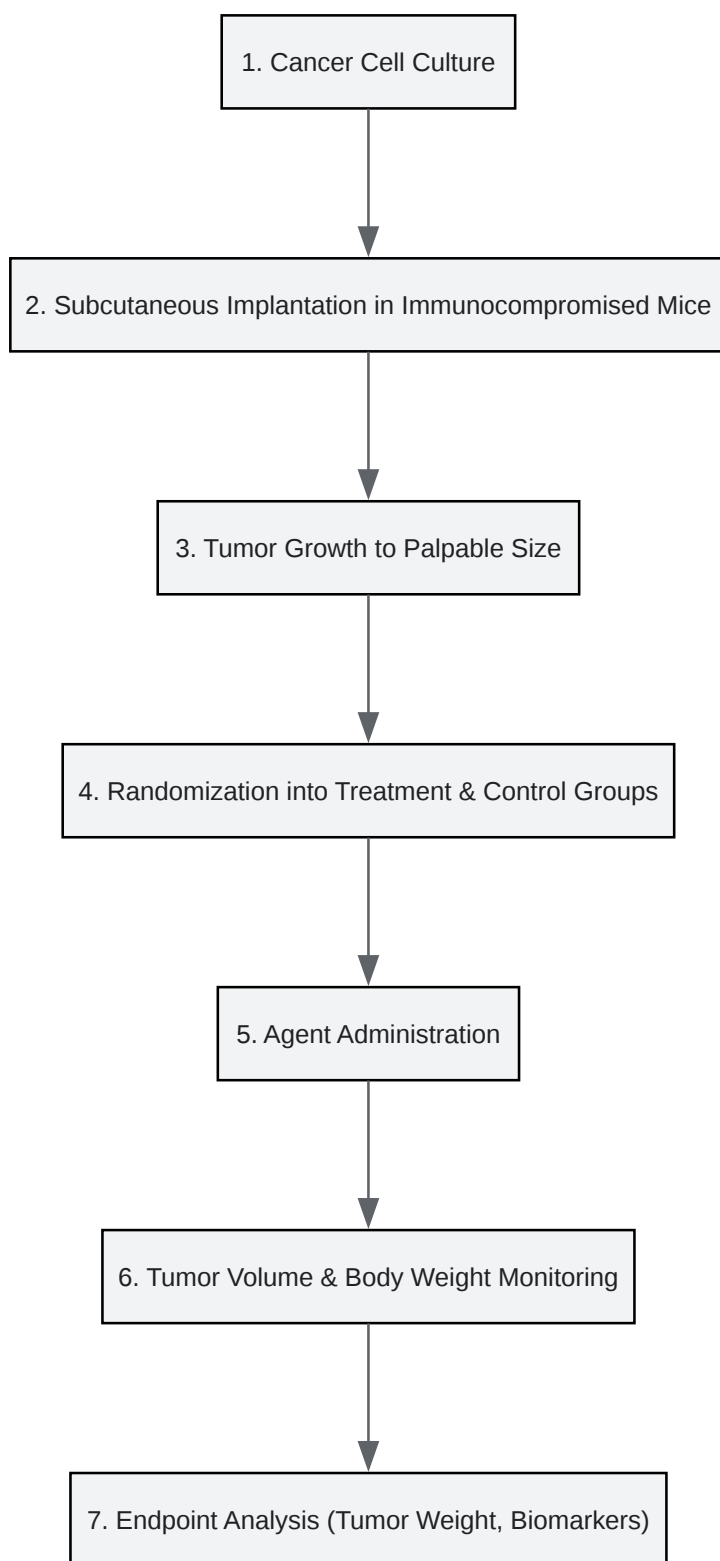 1. Cancer Cell Culture
2. Subcutaneous Implantation in Immunocompromised Mice
3. Tumor Growth to Palpable Size
4. Randomization into Treatment & Control Groups
5. Agent Administration
6. Tumor Volume & Body Weight Monitoring
7. Endpoint Analysis (Tumor Weight, Biomarkers)